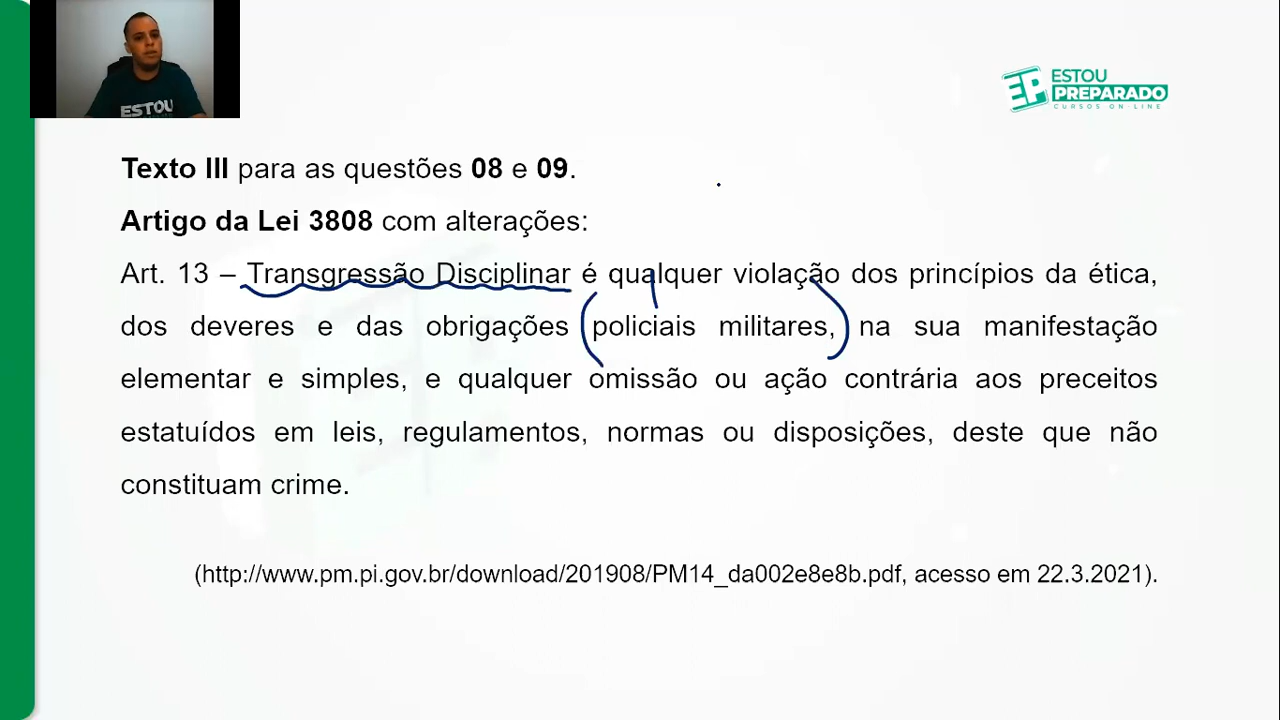 ESTOU
ESTOU
PREPARADO
CURSOS ON-LINE
Texto III para as questões 08 e 09.
Artigo da Lei 3808 com alterações:
Art. 13 – Transgressão Disciplinar é qualquer violação dos princípios da ética,
dos deveres e das obrigações policiais militares, na sua manifestação
elementar e simples, e qualquer omissão ou ação contrária aos preceitos
estatuídos em leis, regulamentos, normas ou disposições, deste que não
constituam crime.
(http://www.pm.pi.gov.br/download/201908/PM14_da002e8e8b.pdf, acesso em 22.3.2021).